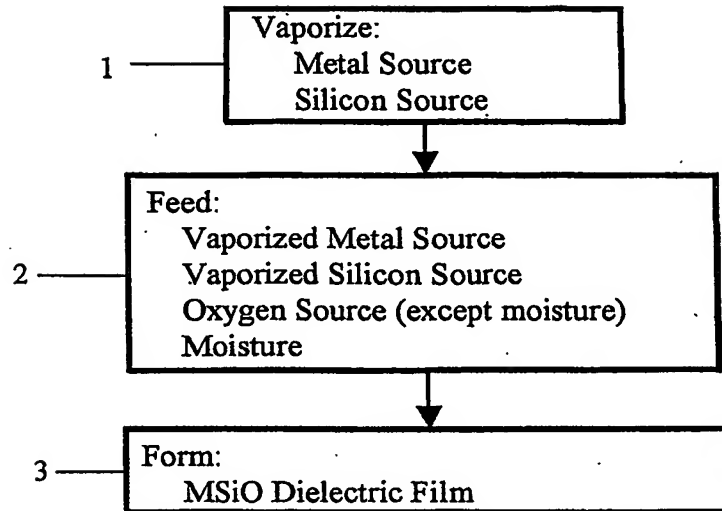 Vaporize:
1
Metal Source
Silicon Source
Feed:
Vaporized Metal Source
2
Vaporized Silicon Source
Oxygen Source (except moisture)
Moisture
3
Form:
MSiO Dielectric Film